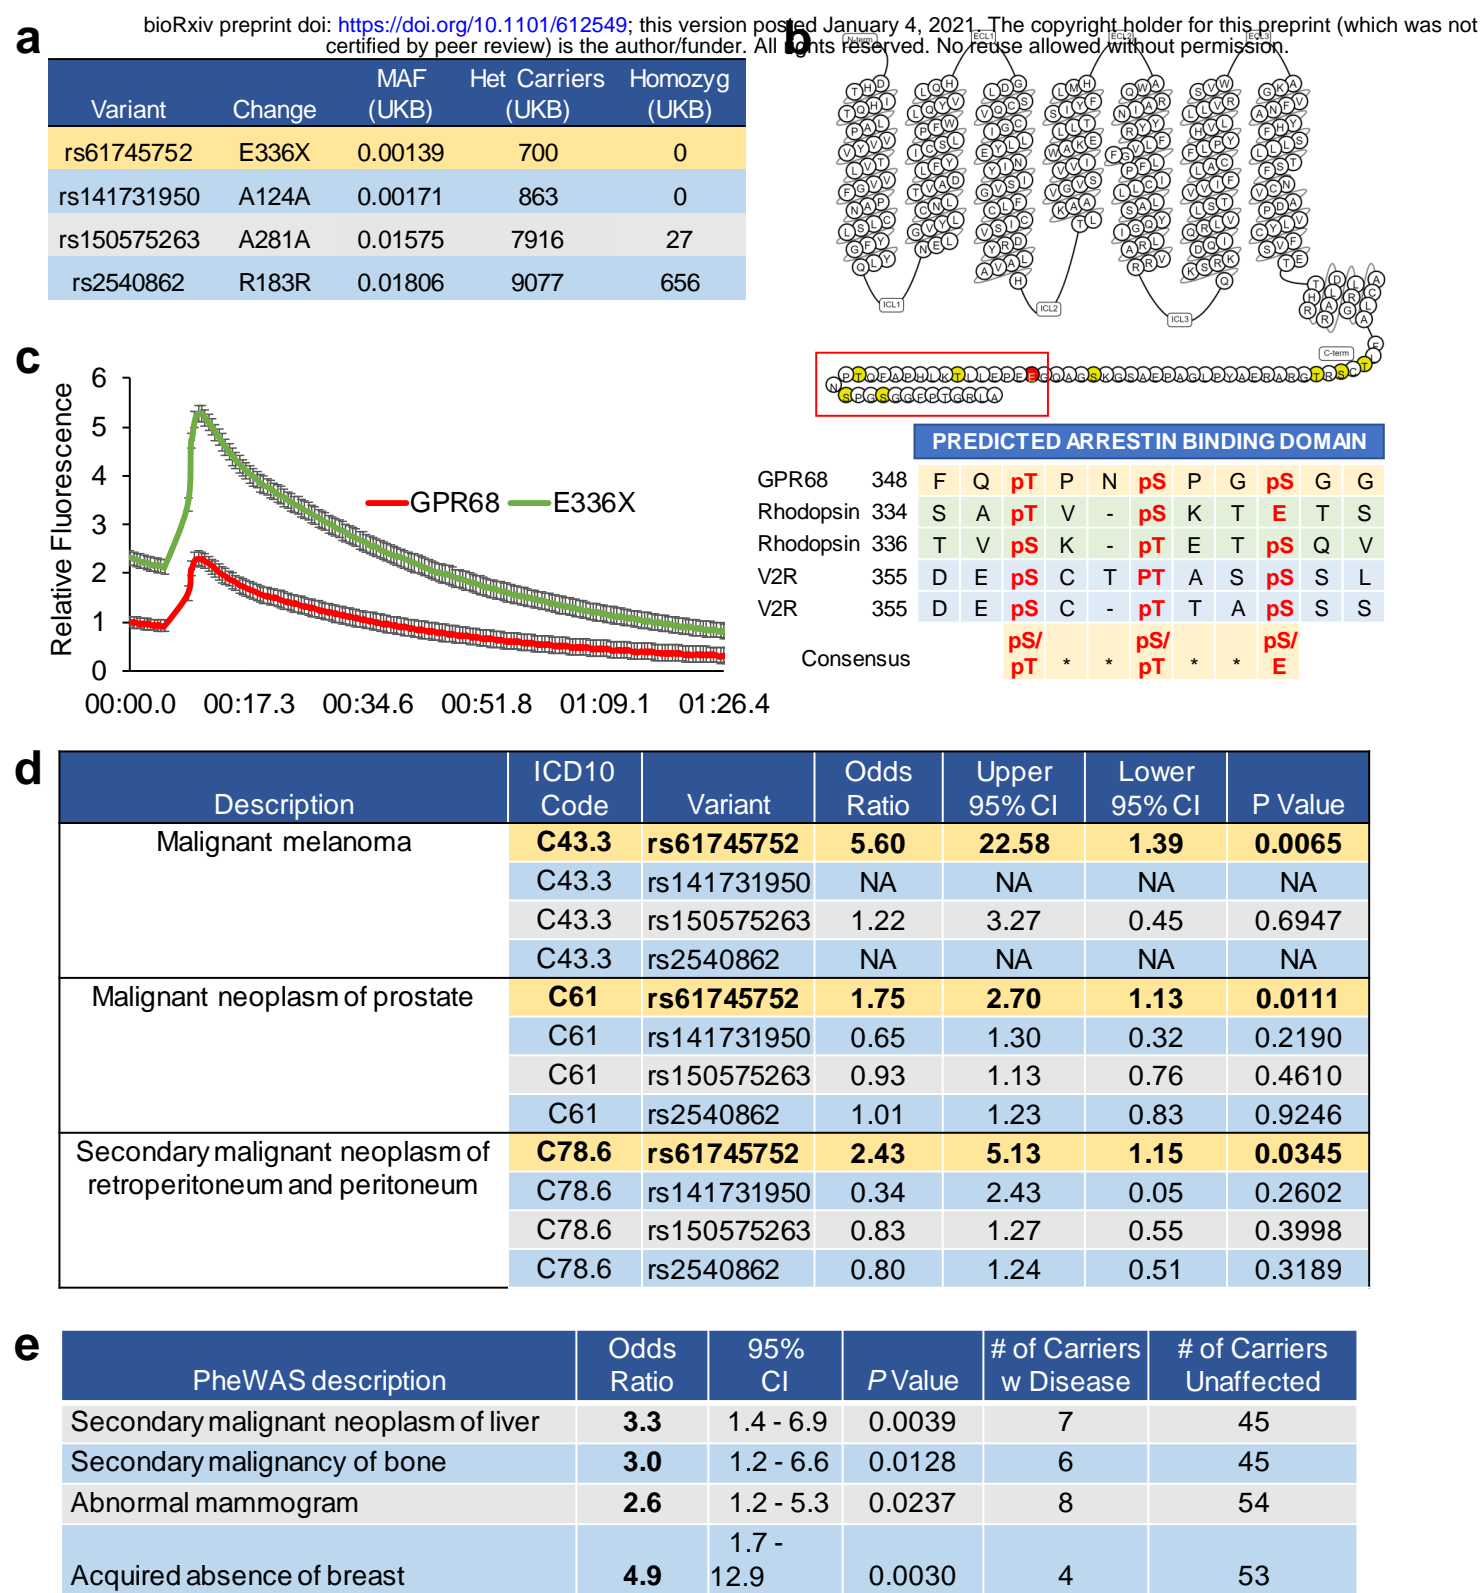 bioRxiv preprint doi: https://doi.org/10.1101/612549; this version posted January 4, 2021. The copyright holder for this preprint (which was not
certified by peer review) is the author/funder. All rights reserved. No reuse allowed without permission.
a
Variant Change MAF (UKB) Het Carriers (UKB) Homozyg (UKB)
rs61745752 E336X 0.00139 700 0
rs141731950 A124A 0.00171 863 0
rs150575263 A281A 0.01575 7916 27
rs2540862 R183R 0.01806 9077 656
b
N-term ECL1 ECL2 ECL3
ICL1 ICL2 ICL3
C-term
PREDICTED ARRESTIN BINDING DOMAIN
GPR68 348 F Q pT P N pS P G pS G G
Rhodopsin 334 S A pT V - pS K T E T S
Rhodopsin 336 T V pS K - pT E T pS Q V
V2R 355 D E pS C T PT A S pS S L
V2R 355 D E pS C - pT T A pS S S
Consensus pS/pT * * pS/pT * * pS/E
c
Relative Fluorescence
6
5
4
3
2
1
0
GPR68 E336X
00:00.0 00:17.3 00:34.6 00:51.8 01:09.1 01:26.4
d
Description ICD10 Code Variant Odds Ratio Upper 95% CI Lower 95% CI P Value
Malignant melanoma C43.3 rs61745752 5.60 22.58 1.39 0.0065
C43.3 rs141731950 NA NA NA NA
C43.3 rs150575263 1.22 3.27 0.45 0.6947
C43.3 rs2540862 NA NA NA NA
Malignant neoplasm of prostate C61 rs61745752 1.75 2.70 1.13 0.0111
C61 rs141731950 0.65 1.30 0.32 0.2190
C61 rs150575263 0.93 1.13 0.76 0.4610
C61 rs2540862 1.01 1.23 0.83 0.9246
Secondary malignant neoplasm of C78.6 rs61745752 2.43 5.13 1.15 0.0345
retroperitoneum and peritoneum C78.6 rs141731950 0.34 2.43 0.05 0.2602
C78.6 rs150575263 0.83 1.27 0.55 0.3998
C78.6 rs2540862 0.80 1.24 0.51 0.3189
e
PheWAS description Odds Ratio 95% CI P Value # of Carriers w Disease # of Carriers Unaffected
Secondary malignant neoplasm of liver 3.3 1.4 - 6.9 0.0039 7 45
Secondary malignancy of bone 3.0 1.2 - 6.6 0.0128 6 45
Abnormal mammogram 2.6 1.2 - 5.3 0.0237 8 54
Acquired absence of breast 4.9 1.7 - 12.9 0.0030 4 53